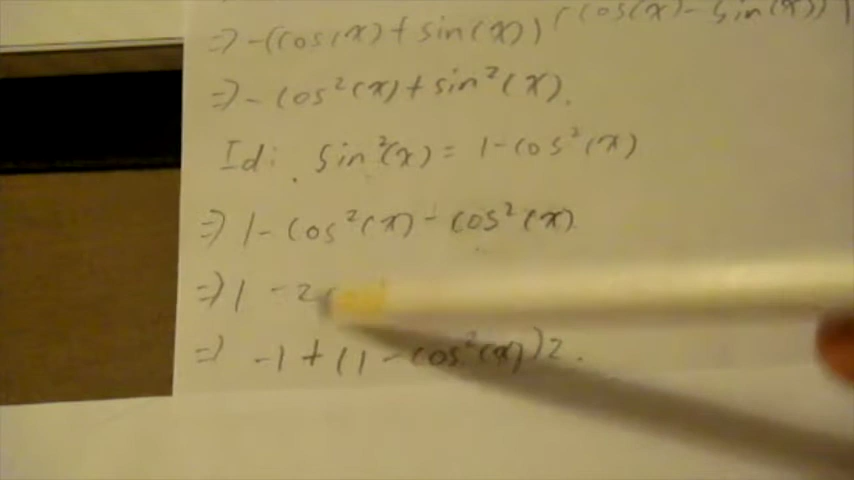 => -(cos(x) + sin(x)) (cos(x) - sin(x))
=> - cos²(x) + sin²(x).
Id: sin²(x) = 1 - cos²(x)
=> 1 - cos²(x) - cos²(x)
=> 1 - 2
=> -1 + (1 - cos²(x))2.